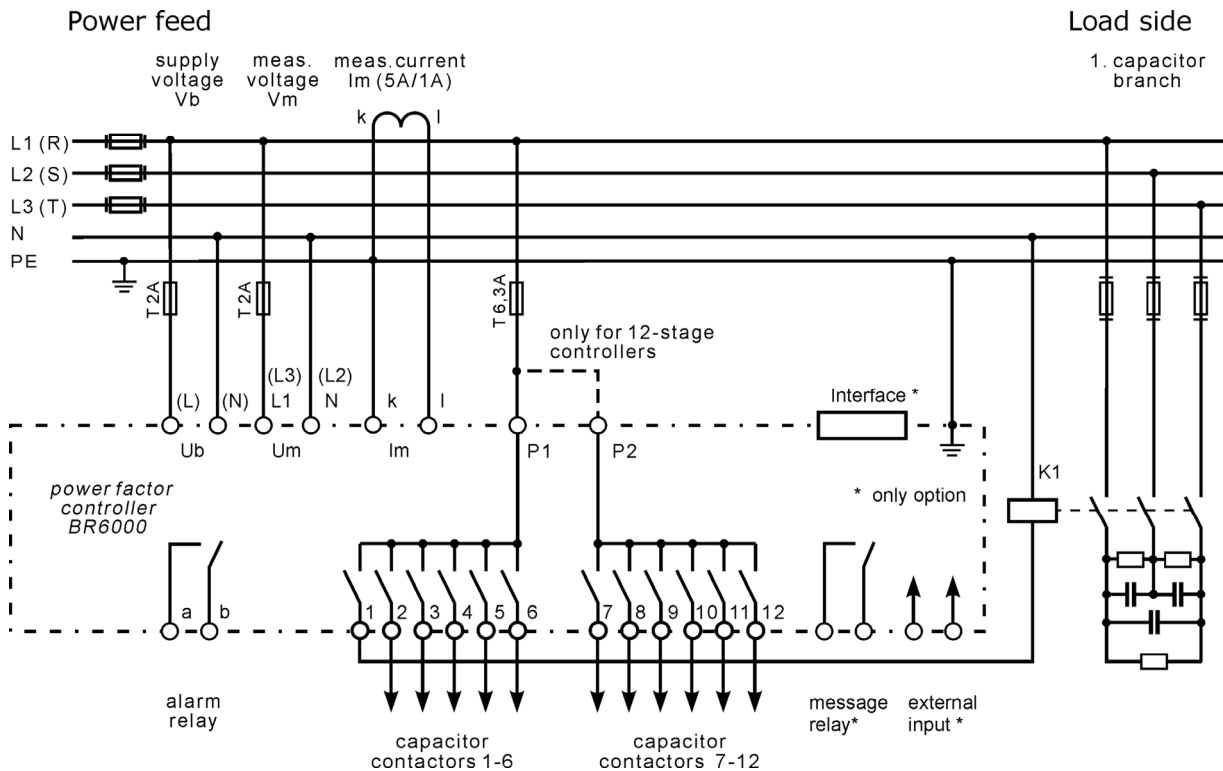 Power feed
Load side
supply
voltage
Vb
meas.
voltage
Vm
meas.current
Im (5A/1A)
1. capacitor
branch
k
l
L1 (R)
L2 (S)
L3 (T)
N
PE
T2A
T2A
T6,3A
only for 12-stage
controllers
(L3)
(L2)
(L)
(N)
L1
N
k
l
Interface *
Ub
Um
Im
P1
P2
K1
* only option
power factor
controller
BR6000
a
b
1
2
3
4
5
6
7
8
9
10
11
12
alarm
relay
capacitor
contactors 1-6
capacitor
contactors 7-12
message
relay*
external
input *